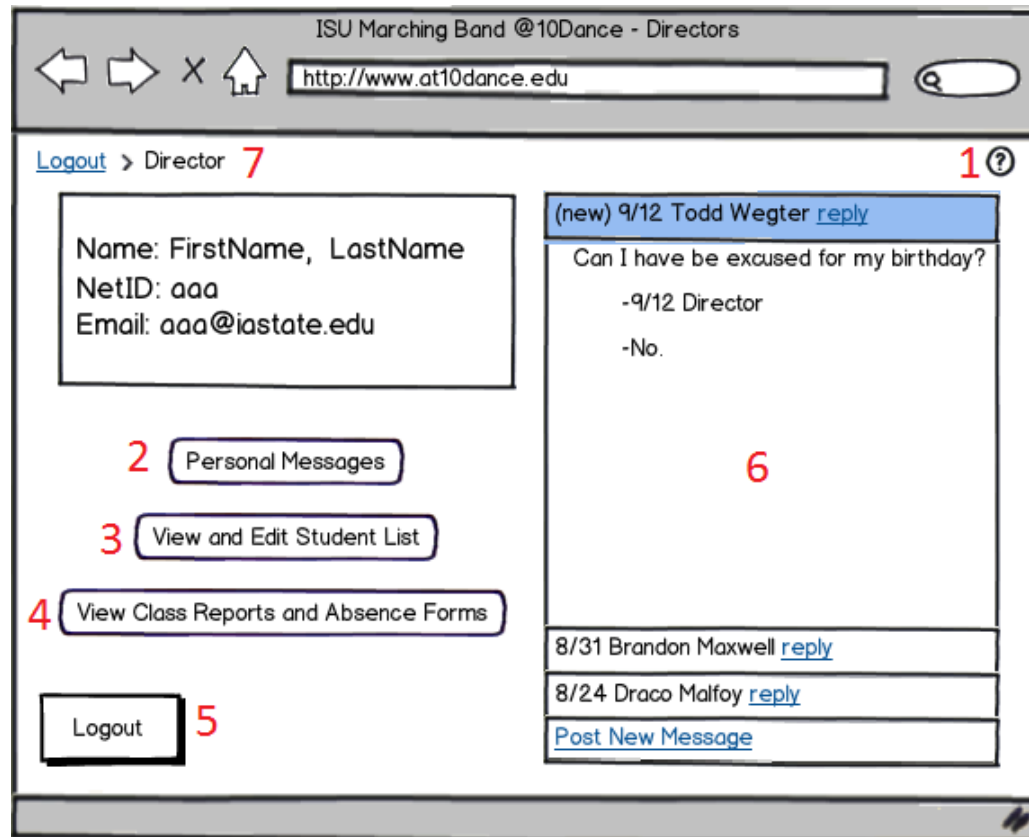 ISU Marching Band @10Dance - Directors
http://www.at10dance.edu
Logout > Director 7
1 ?
Name: FirstName, LastName
NetID: aaa
Email: aaa@iastate.edu
2 Personal Messages
3 View and Edit Student List
4 View Class Reports and Absence Forms
Logout 5
(new) 9/12 Todd Wegter reply
Can I have be excused for my birthday?
-9/12 Director
-No.
6
8/31 Brandon Maxwell reply
8/24 Draco Malfoy reply
Post New Message